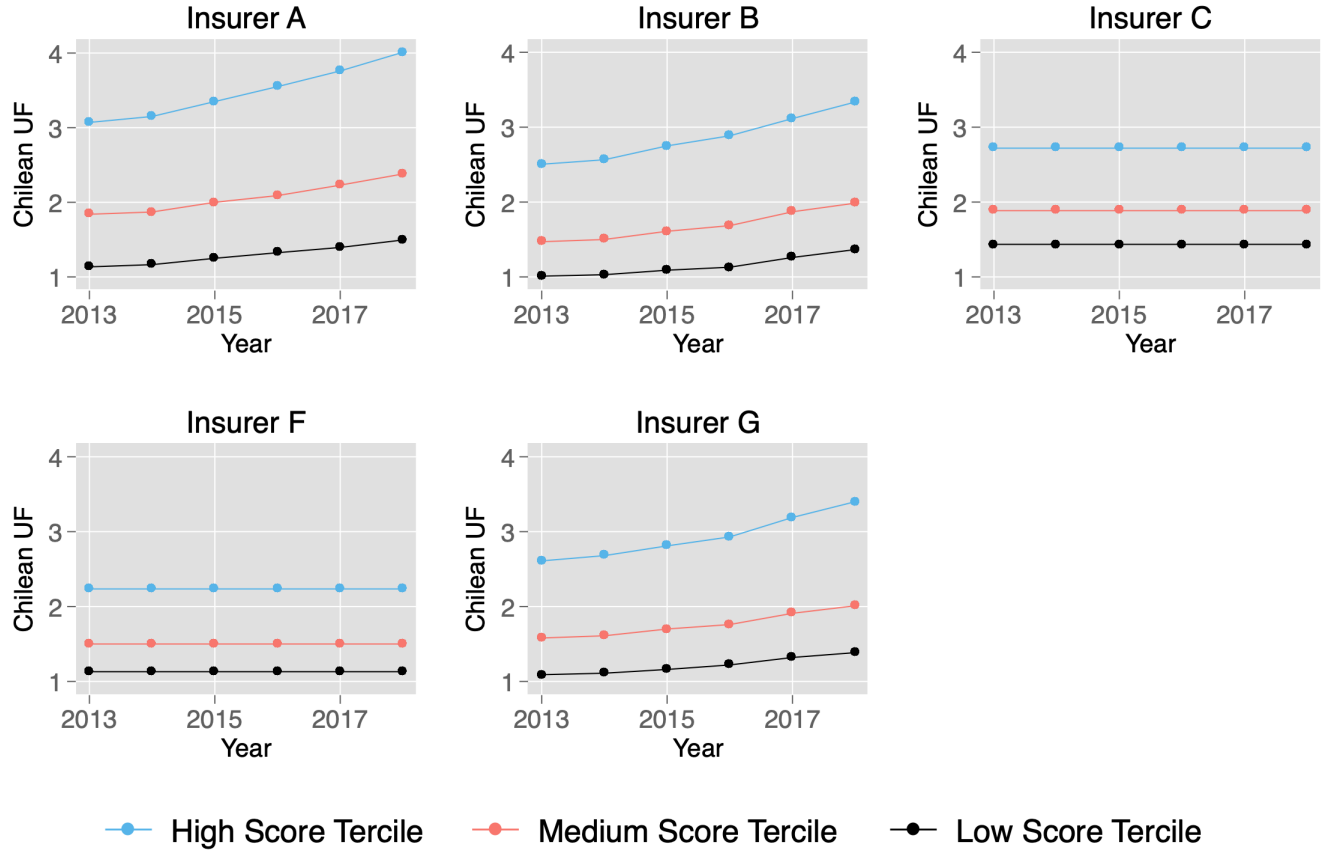 Insurer A
Insurer B
Insurer C
4
3
2
1
Chilean UF
2013 2015 2017
Year
4
3
2
1
Chilean UF
2013 2015 2017
Year
4
3
2
1
Chilean UF
2013 2015 2017
Year
Insurer F
Insurer G
4
3
2
1
Chilean UF
2013 2015 2017
Year
4
3
2
1
Chilean UF
2013 2015 2017
Year
High Score Tercile Medium Score Tercile Low Score Tercile